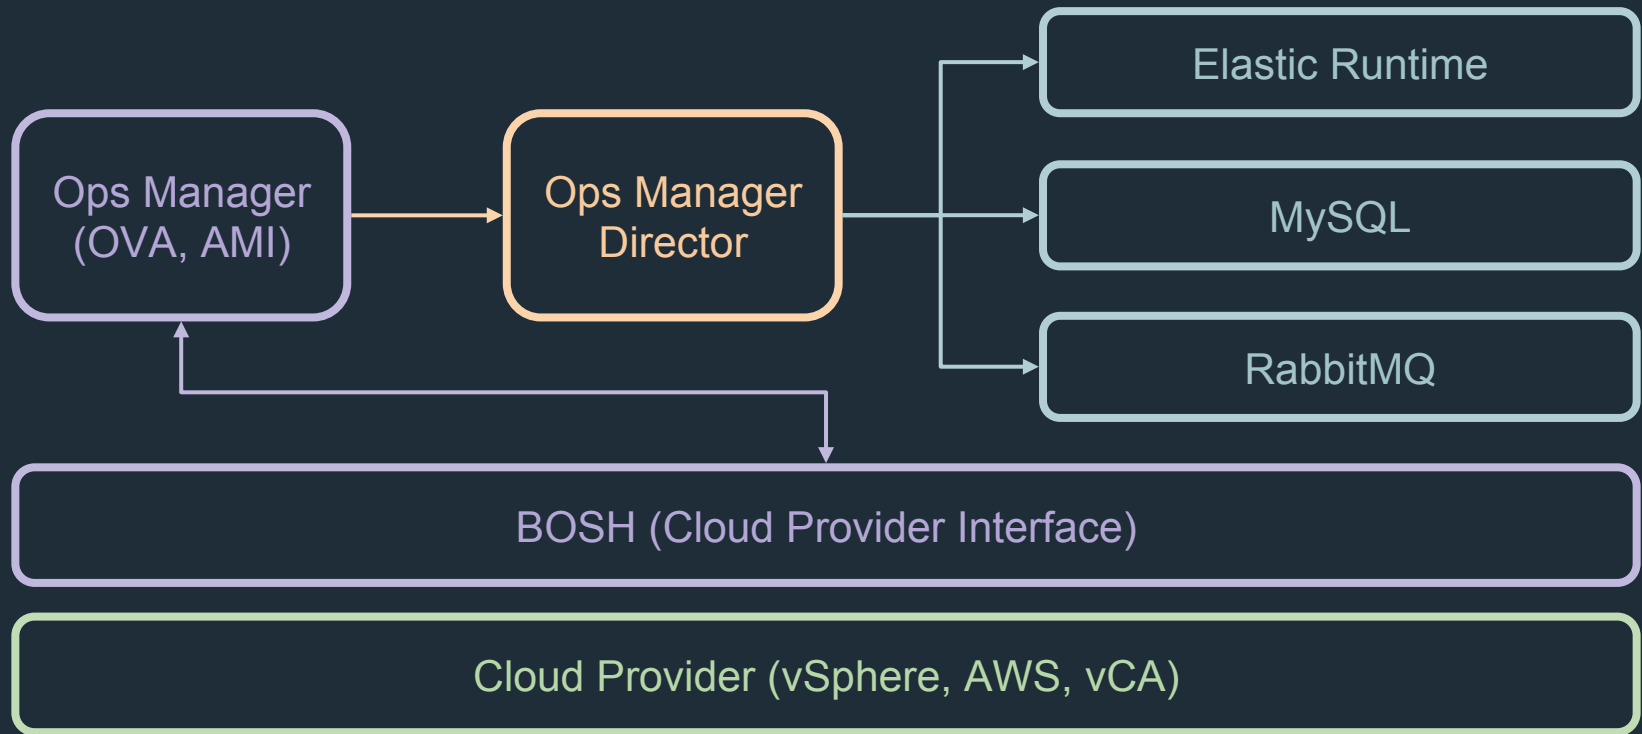 Elastic Runtime
Ops Manager
(OVA, AMI)
Ops Manager
Director
MySQL
RabbitMQ
BOSH (Cloud Provider Interface)
Cloud Provider (vSphere, AWS, vCA)